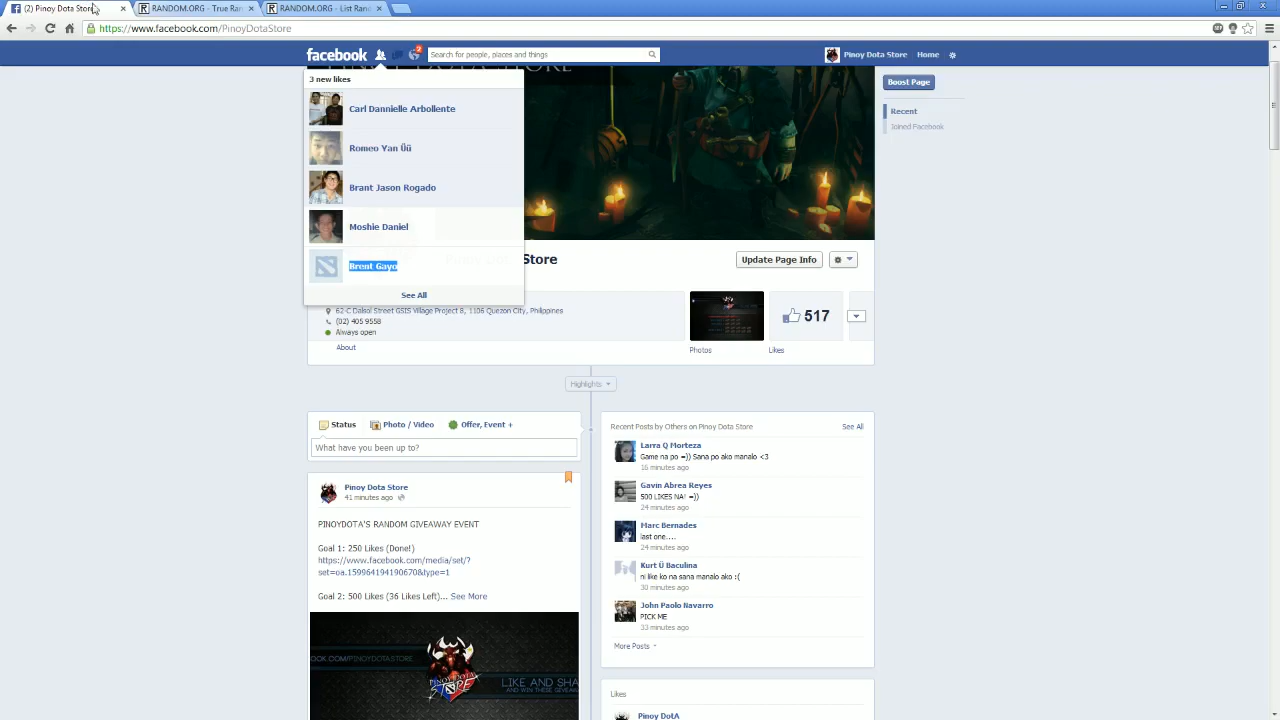 (2) Pinoy Dota Store
RANDOM.ORG - True Ran
RANDOM.ORG - List Ran
https://www.facebook.com/PinoyDotaStore
facebook
2
Search for people, places and things
Pinoy Dota Store
Home
3 new likes
Carl Dannielle Arbollente
Romeo Yan Üü
Brant Jason Rogado
Moshie Daniel
Brent Gayo
See All
Boost Page
Recent
Joined Facebook
Store
Update Page Info
62-C Dalsol Street GSIS Village Project 8, 1106 Quezon City, Philippines
(02) 405 9558
Always open
About
517
Photos
Likes
Highlights
Status
Photo / Video
Offer, Event +
What have you been up to?
Pinoy Dota Store
41 minutes ago
PINOYDOTA'S RANDOM GIVEAWAY EVENT
Goal 1: 250 Likes (Done!)
https://www.facebook.com/media/set/?
set=oa.159964194190670&type=1
Goal 2: 500 Likes (36 Likes Left)... See More
OOK.COM/PINOYDOTASTORE
PINOY DOTA
STORE
LIKE AND SHA
AND WIN THESE GIVEAW
Recent Posts by Others on Pinoy Dota Store
See All
Larra Q Morteza
Game na po =)) Sana po ako manalo <3
16 minutes ago
Gavin Abrea Reyes
500 LIKES NA! =))
24 minutes ago
Marc Bernades
last one....
24 minutes ago
Kurt Ü Baculina
ni like ko na sana manalo ako :(
30 minutes ago
John Paolo Navarro
PICK ME
33 minutes ago
More Posts
Likes
Pinoy DotA